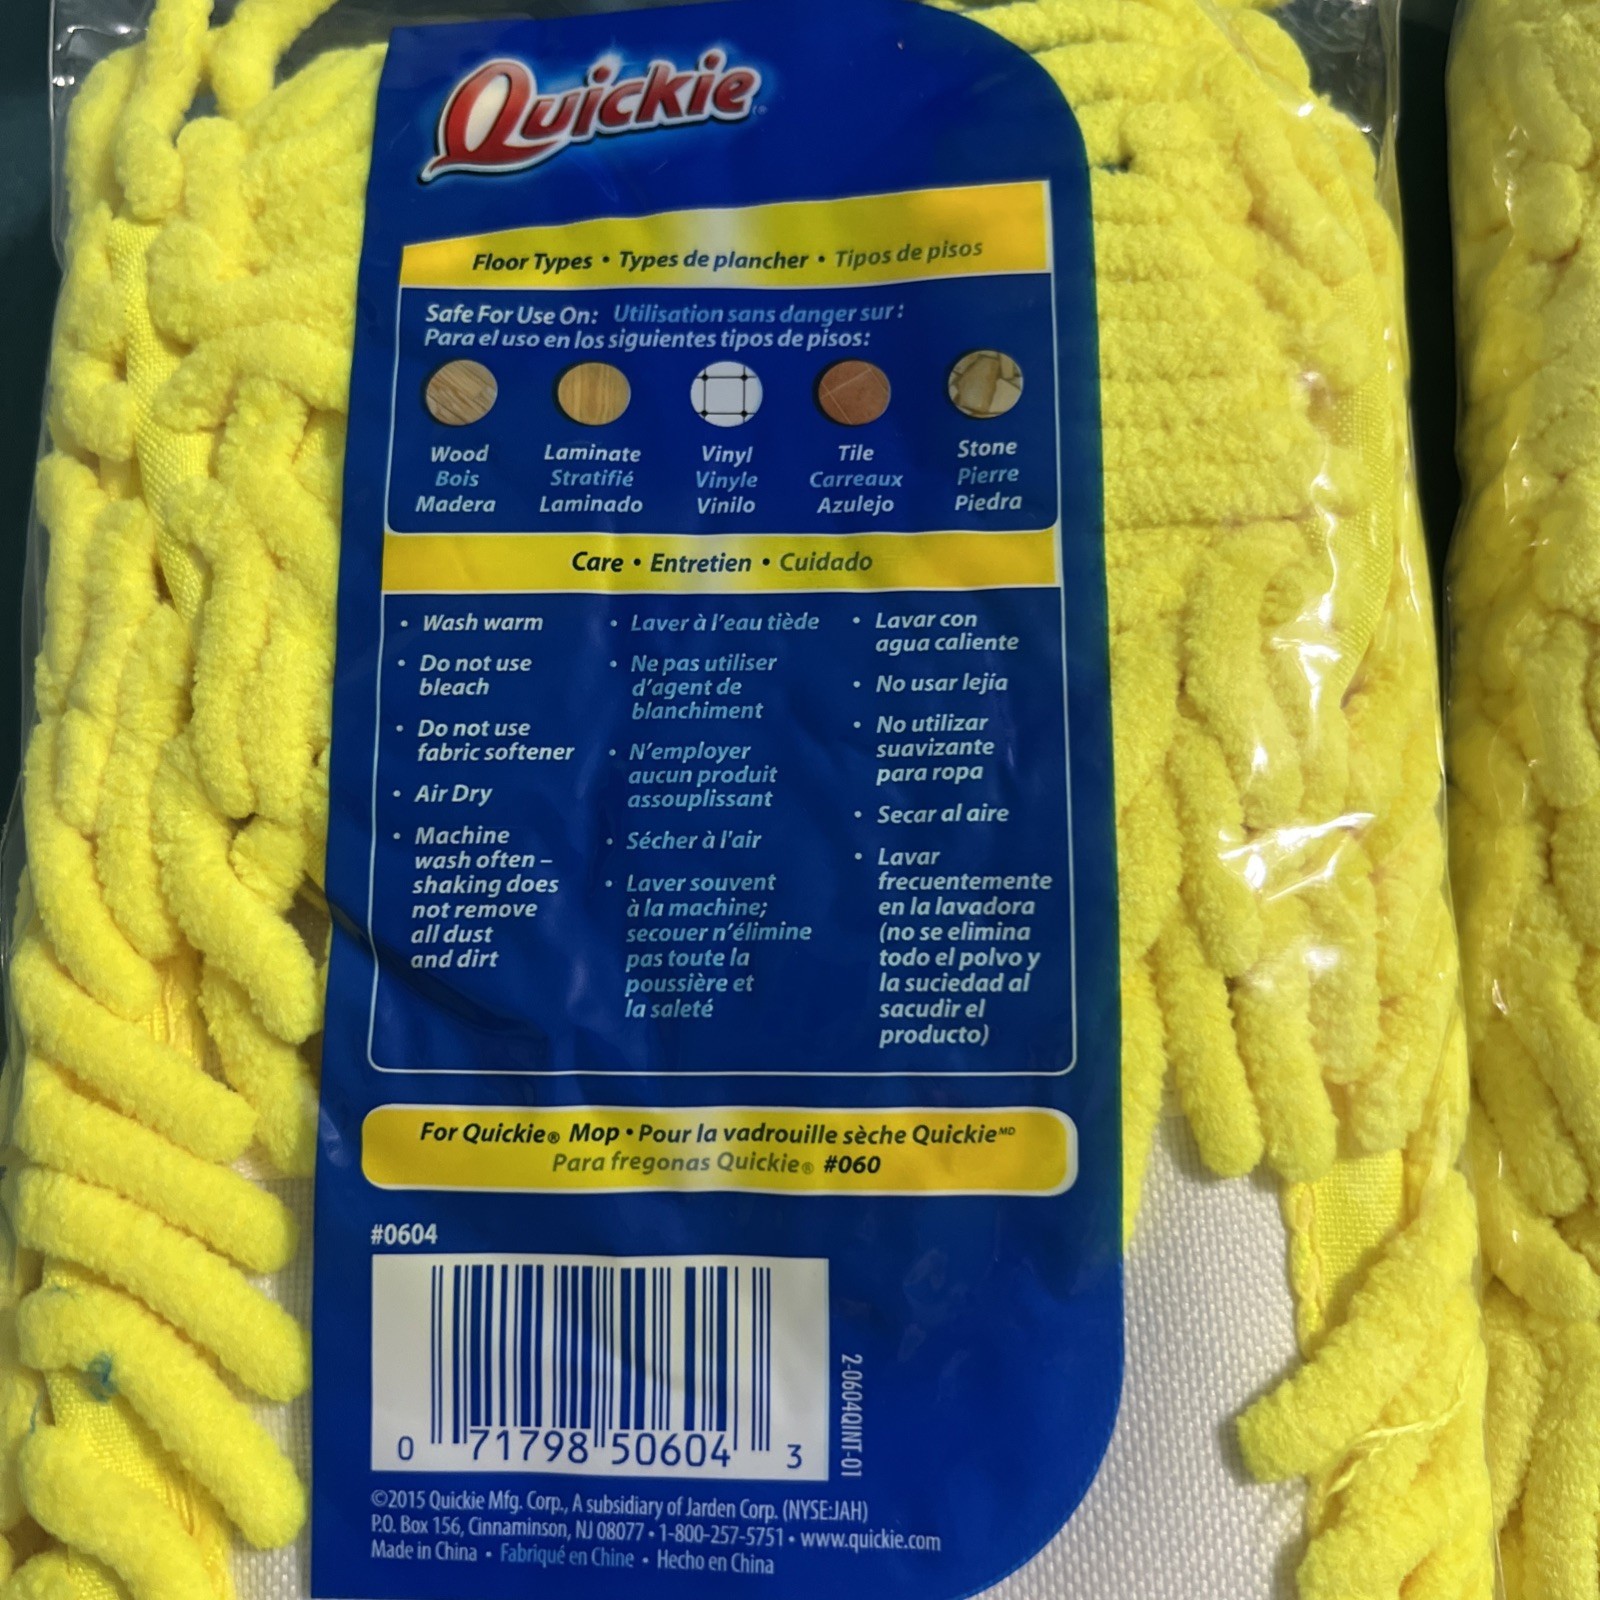 Quickie
Floor Types • Types de plancher • Tipos de pisos
Safe For Use On: Utilisation sans danger sur :
Para el uso en los siguientes tipos de pisos:
Wood
Bois
Madera
Laminate
Stratifié
Laminado
Vinyl
Vinyle
Vinilo
Tile
Carreaux
Azulejo
Stone
Pierre
Piedra
Care • Entretien • Cuidado
• Wash warm
• Do not use
bleach
• Do not use
fabric softener
• Air Dry
• Machine
wash often –
shaking does
not remove
all dust
and dirt
• Laver à l'eau tiède
• Ne pas utiliser
d'agent de
blanchiment
• N'employer
aucun produit
assouplissant
• Sécher à l'air
• Laver souvent
à la machine;
secouer n'élimine
pas toute la
poussière et
la saleté
• Lavar con
agua caliente
• No usar lejía
• No utilizar
suavizante
para ropa
• Secar al aire
• Lavar
frecuentemente
en la lavadora
(no se elimina
todo el polvo y
la suciedad al
sacudir el
producto)
For Quickie® Mop • Pour la vadrouille sèche Quickie MD
Para fregonas Quickie® #060
#0604
0 71798 50604 3
2-0604QINT-01
©2015 Quickie Mfg. Corp., A subsidiary of Jarden Corp. (NYSE:JAH)
P.O. Box 156, Cinnaminson, NJ 08077 • 1-800-257-5751 • www.quickie.com
Made in China • Fabriqué en Chine • Hecho en China